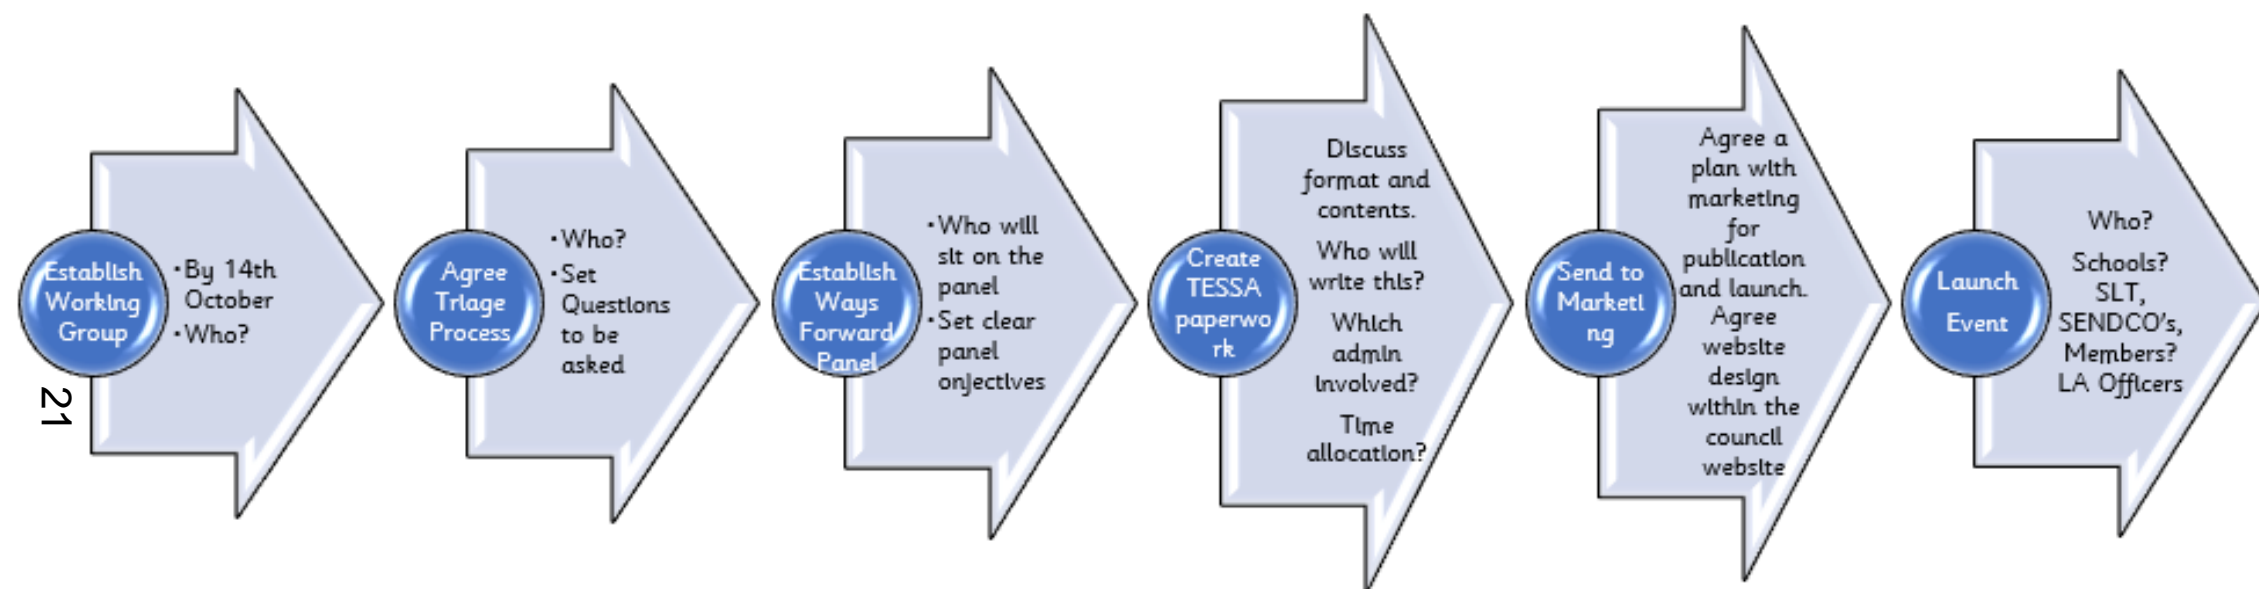 Establish
Working
Group
•By 14th
October
•Who?
Agree
Triage
Process
•Who?
•Set
Questions
to be
asked
Establish
Ways
Forward
Panel
•Who will
sit on the
panel
•Set clear
panel
onjectives
Create
TESSA
paperwo
rk
Discuss
format and
contents.
Who will
write this?
Which
admin
involved?
Time
allocation?
Send to
Marketi
ng
Agree a
plan with
marketing
for
publication
and launch.
Agree
website
design
within the
council
website
Launch
Event
Who?
Schools?
SLT,
SENDCO's,
Members?
LA Officers
21